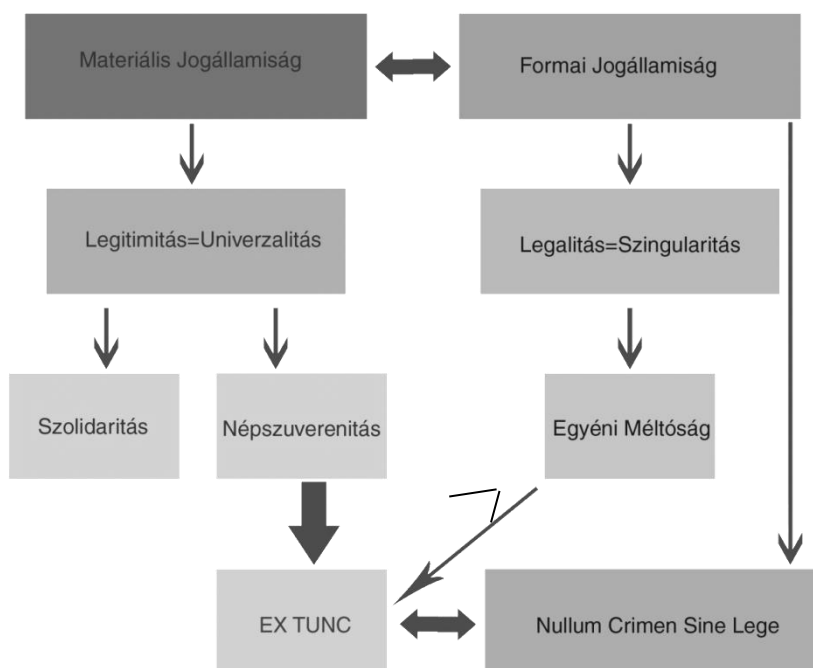 Materiális Jogállamiság
Formai Jogállamiság
Legitimitás=Univerzalitás
Legalitás=Szingularitás
Szolidaritás
Népszuverenitás
Egyéni Méltóság
EX TUNC
Nullum Crimen Sine Lege